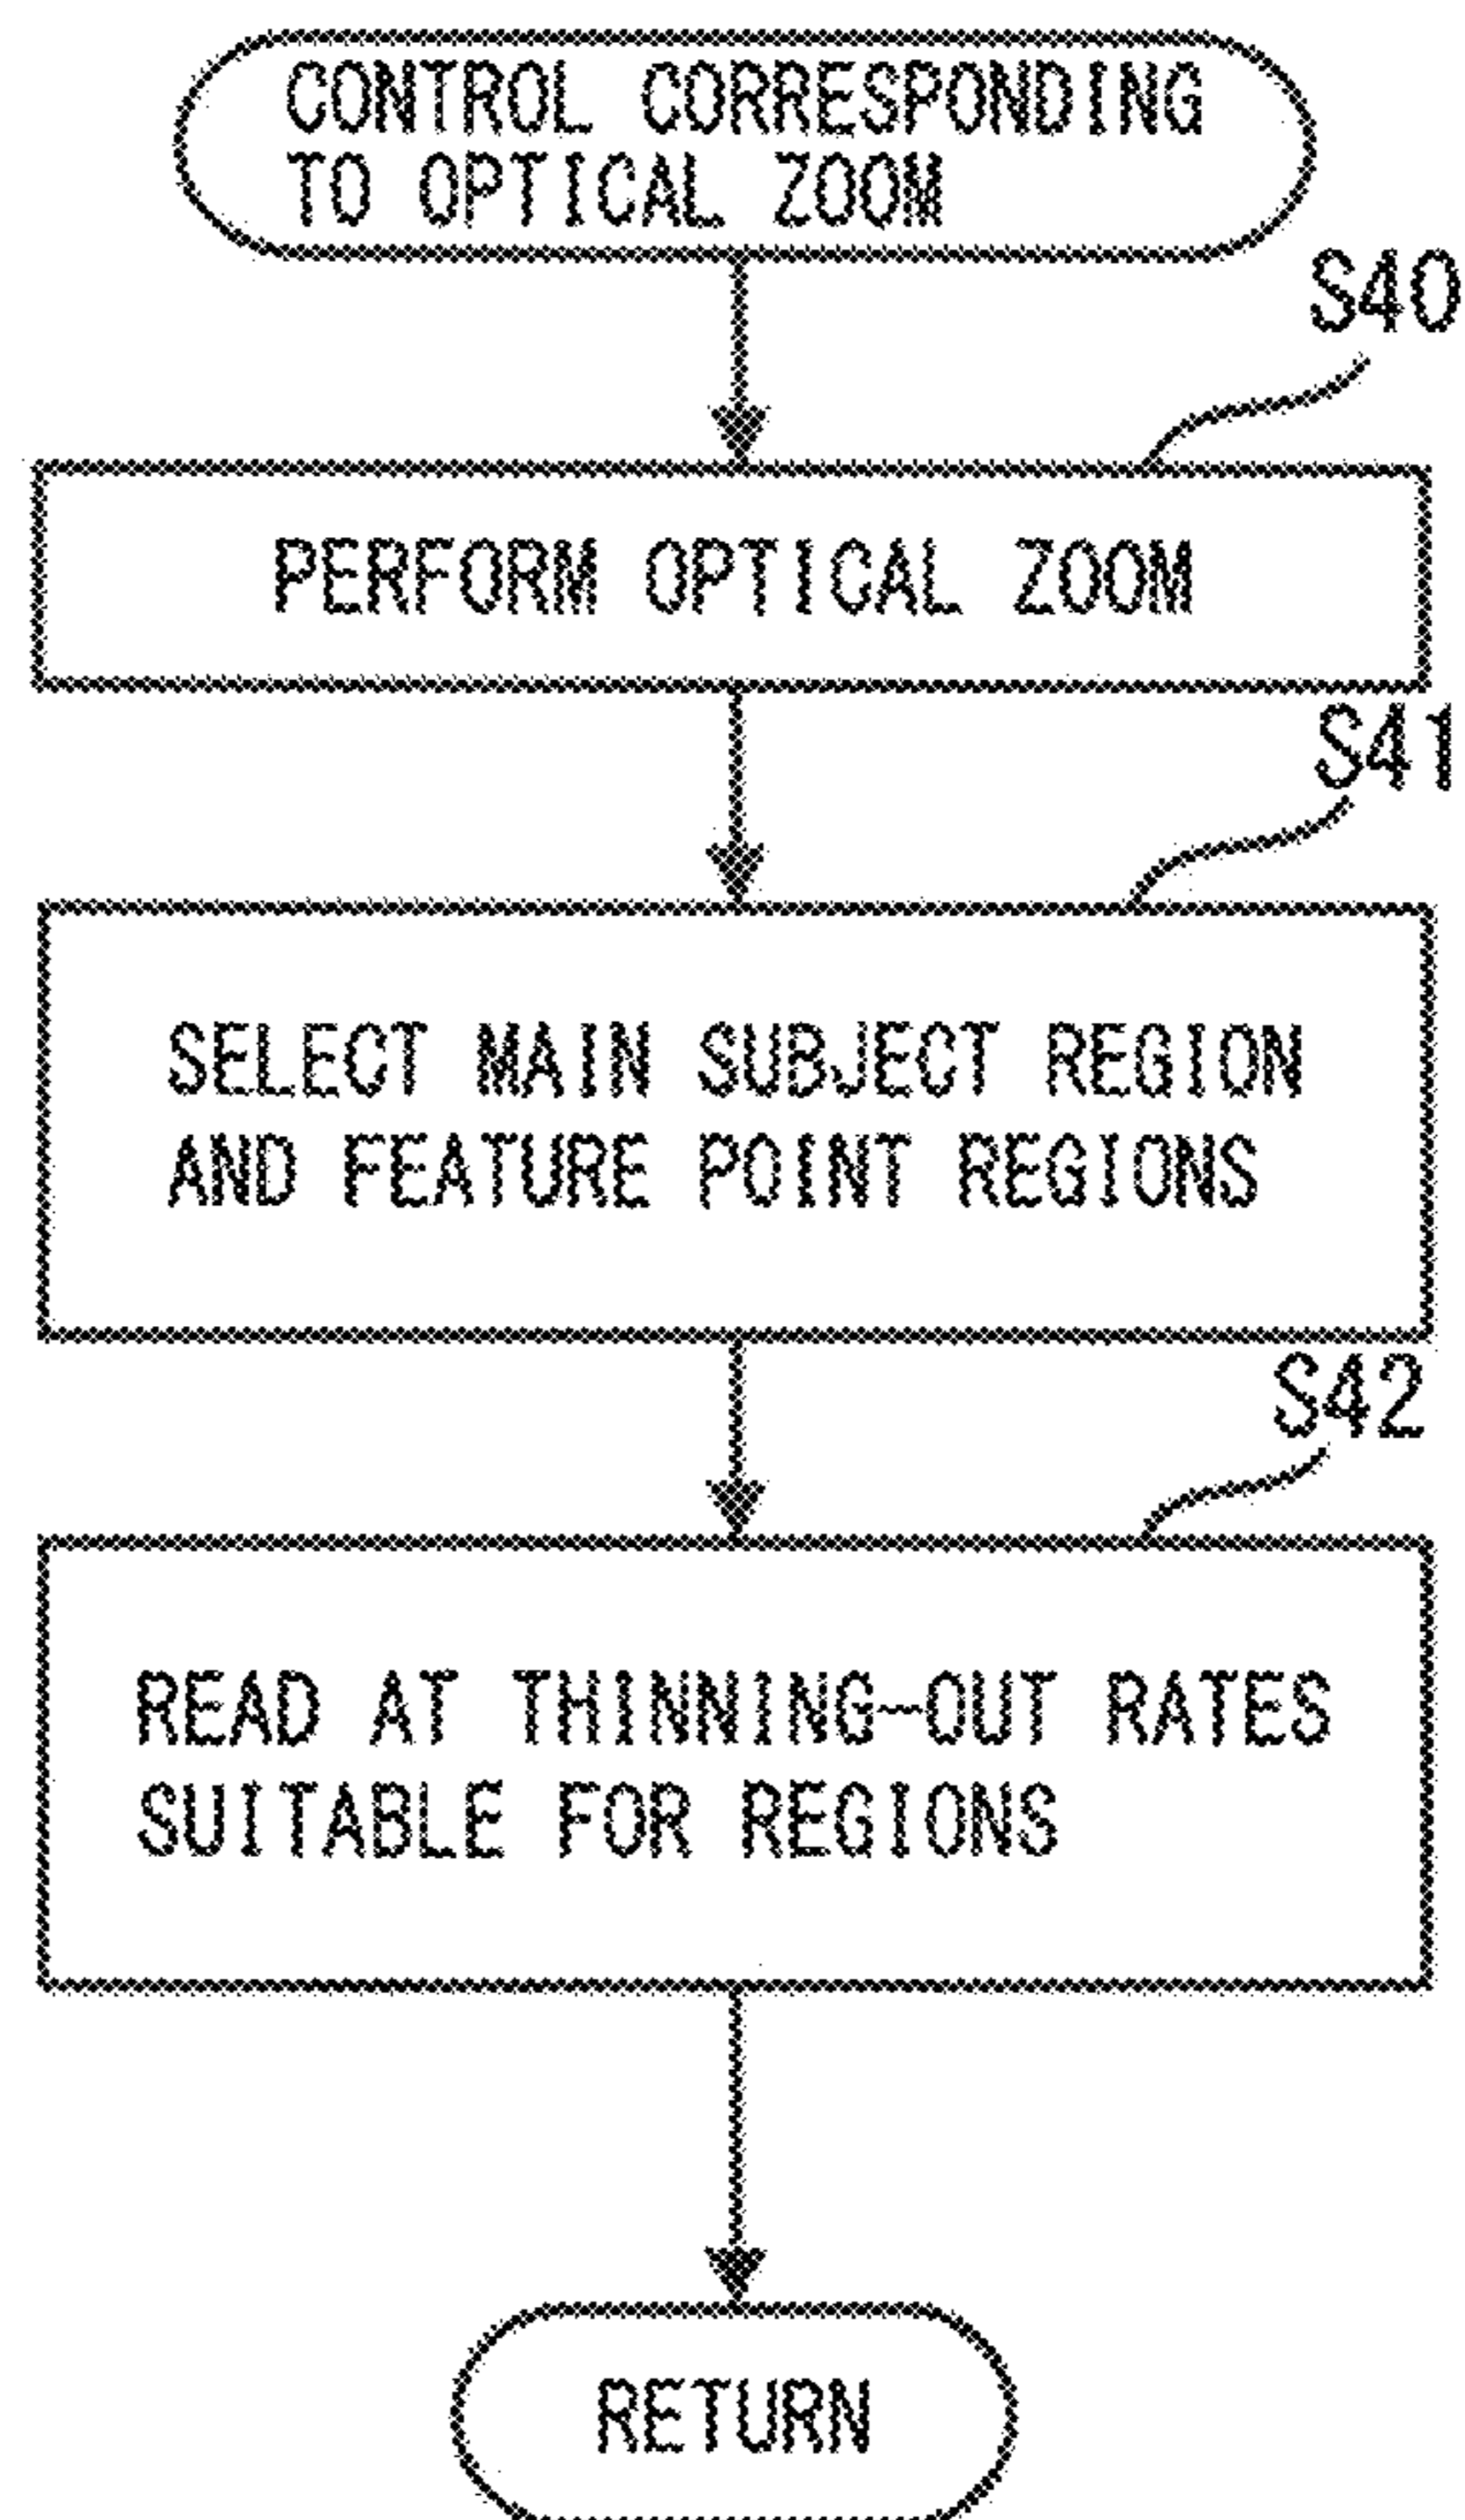 CONTROL CORRESPONDING
TO OPTICAL ZOOM
S40
PERFORM OPTICAL ZOOM
S41
SELECT MAIN SUBJECT REGION
AND FEATURE POINT REGIONS
S42
READ AT THINNING-OUT RATES
SUITABLE FOR REGIONS
RETURN